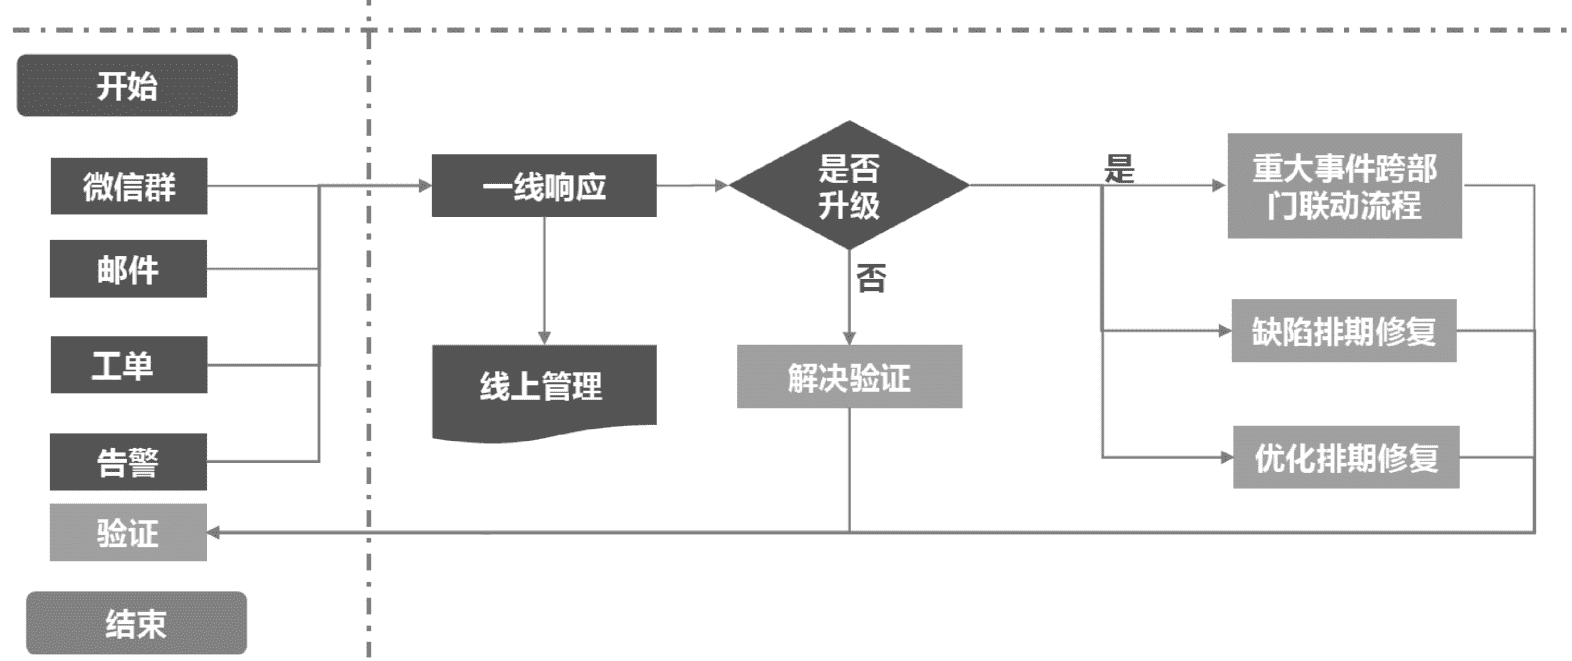 开始
微信群
邮件
工单
告警
验证
结束
一线响应
线上管理
是否
升级
否
解决验证
是
重大事件跨部
门联动流程
缺陷排期修复
优化排期修复